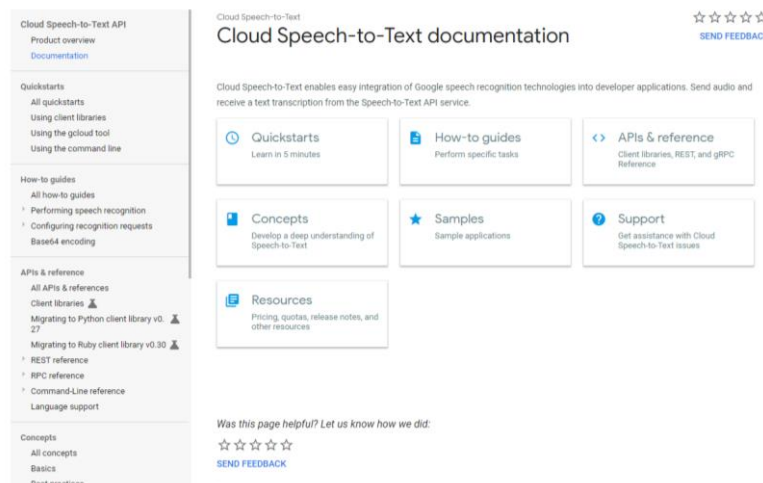 Cloud Speech-to-Text API
Product overview
Documentation
Quickstarts
All quickstarts
Using client libraries
Using the gcloud tool
Using the command line
How-to guides
All how-to guides
Performing speech recognition
Configuring recognition requests
Base64 encoding
APIs & reference
All APIs & references
Client libraries
Migrating to Python client library v0.
27
Migrating to Ruby client library v0.30
REST reference
RPC reference
Command-Line reference
Language support
Concepts
All concepts
Basics
Best practices
Cloud Speech-to-Text
Cloud Speech-to-Text documentation
SEND FEEDBACK
Cloud Speech-to-Text enables easy integration of Google speech recognition technologies into developer applications. Send audio and
receive a text transcription from the Speech-to-Text API service.
Quickstarts
Learn in 5 minutes
How-to guides
Perform specific tasks
APIs & reference
Client libraries, REST, and gRPC
Reference
Concepts
Develop a deep understanding of
Speech-to-Text
Samples
Sample applications
Support
Get assistance with Cloud
Speech-to-Text issues
Resources
Pricing, quotas, release notes, and
other resources
Was this page helpful? Let us know how we did:
SEND FEEDBACK